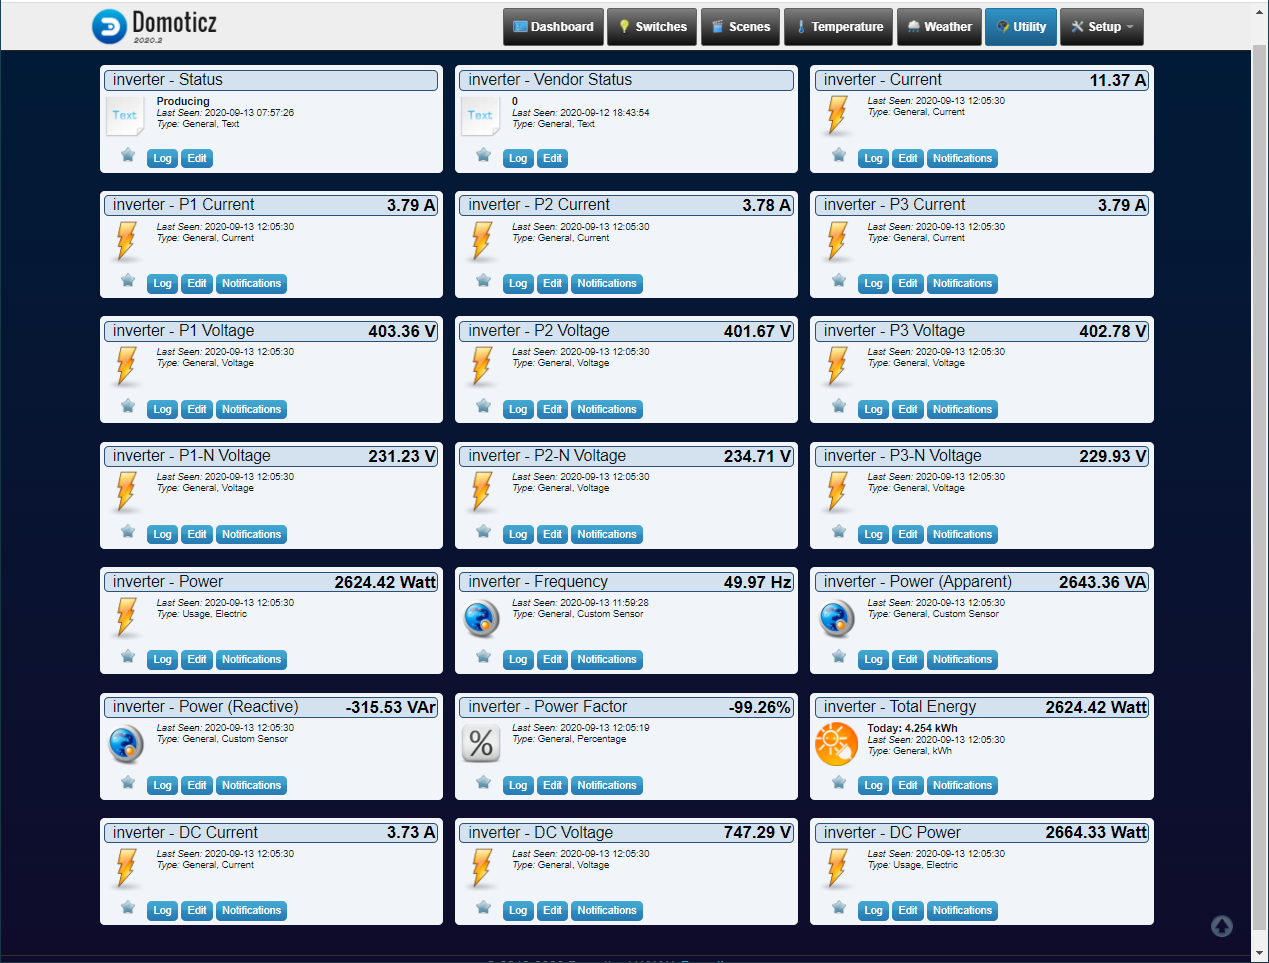 Domoticz
2020.2
Dashboard
Switches
Scenes
Temperature
Weather
Utility
Setup
inverter - Status
Text
Producing
Last Seen: 2020-09-13 07:57:26
Type: General, Text
Log Edit
inverter - Vendor Status
Text
0
Last Seen: 2020-09-12 18:43:54
Type: General, Text
Log Edit
inverter - Current 11.37 A
Last Seen: 2020-09-13 12:05:30
Type: General, Current
Log Edit Notifications
inverter - P1 Current 3.79 A
Last Seen: 2020-09-13 12:05:30
Type: General, Current
Log Edit Notifications
inverter - P2 Current 3.78 A
Last Seen: 2020-09-13 12:05:30
Type: General, Current
Log Edit Notifications
inverter - P3 Current 3.79 A
Last Seen: 2020-09-13 12:05:30
Type: General, Current
Log Edit Notifications
inverter - P1 Voltage 403.36 V
Last Seen: 2020-09-13 12:05:30
Type: General, Voltage
Log Edit Notifications
inverter - P2 Voltage 401.67 V
Last Seen: 2020-09-13 12:05:30
Type: General, Voltage
Log Edit Notifications
inverter - P3 Voltage 402.78 V
Last Seen: 2020-09-13 12:05:30
Type: General, Voltage
Log Edit Notifications
inverter - P1-N Voltage 231.23 V
Last Seen: 2020-09-13 12:05:30
Type: General, Voltage
Log Edit Notifications
inverter - P2-N Voltage 234.71 V
Last Seen: 2020-09-13 12:05:30
Type: General, Voltage
Log Edit Notifications
inverter - P3-N Voltage 229.93 V
Last Seen: 2020-09-13 12:05:30
Type: General, Voltage
Log Edit Notifications
inverter - Power 2624.42 Watt
Last Seen: 2020-09-13 12:05:30
Type: Usage, Electric
Log Edit Notifications
inverter - Frequency 49.97 Hz
Last Seen: 2020-09-13 11:59:28
Type: General, Custom Sensor
Log Edit Notifications
inverter - Power (Apparent) 2643.36 VA
Last Seen: 2020-09-13 12:05:30
Type: General, Custom Sensor
Log Edit Notifications
inverter - Power (Reactive) -315.53 VAr
Last Seen: 2020-09-13 12:05:30
Type: General, Custom Sensor
Log Edit Notifications
inverter - Power Factor -99.26%
%
Last Seen: 2020-09-13 12:05:19
Type: General, Percentage
Log Edit Notifications
inverter - Total Energy 2624.42 Watt
Today: 4.254 kWh
Last Seen: 2020-09-13 12:05:30
Type: General, kWh
Log Edit Notifications
inverter - DC Current 3.73 A
Last Seen: 2020-09-13 12:05:30
Type: General, Current
Log Edit Notifications
inverter - DC Voltage 747.29 V
Last Seen: 2020-09-13 12:05:30
Type: General, Voltage
Log Edit Notifications
inverter - DC Power 2664.33 Watt
Last Seen: 2020-09-13 12:05:30
Type: Usage, Electric
Log Edit Notifications